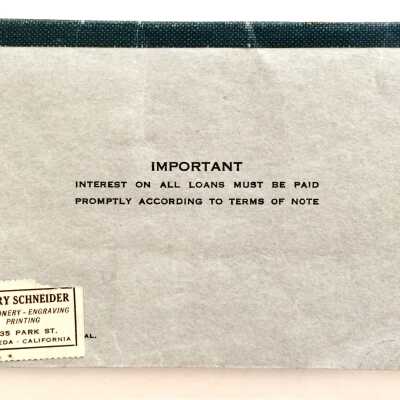 IMPORTANT
INTEREST ON ALL LOANS MUST BE PAID
PROMPTLY ACCORDING TO TERMS OF NOTE
RY SCHNEIDER
ONERY - ENGRAVING
PRINTING
35 PARK ST.
EDA - CALIFORNIA
AL.